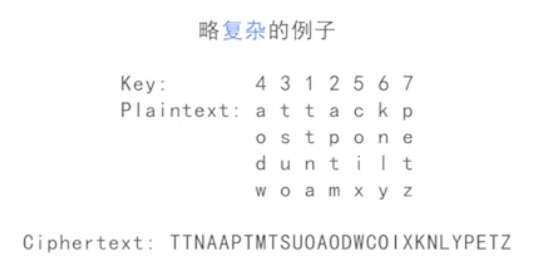 略复杂的例子
Key: 4 3 1 2 5 6 7
Plaintext: a t t a c k p
o s t p o n e
d u n t i l t
w o a m x y z
Ciphertext: TTNAAPTMTSUOAODWCOIXKNLYPETZ